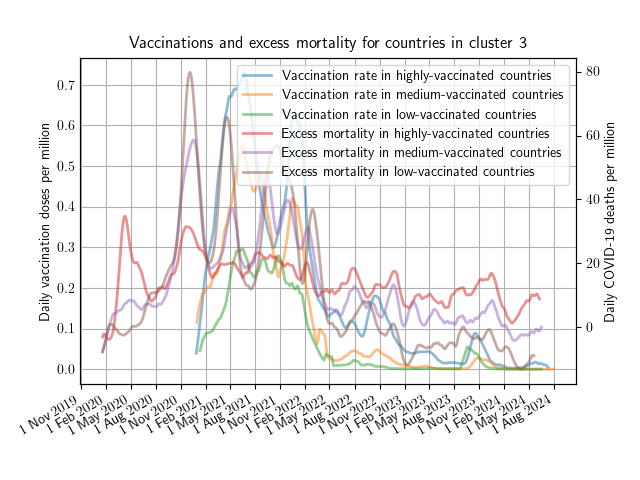 Vaccinations and excess mortality for countries in cluster 3
Vaccination rate in highly-vaccinated countries
Vaccination rate in medium-vaccinated countries
Vaccination rate in low-vaccinated countries
Excess mortality in highly-vaccinated countries
Excess mortality in medium-vaccinated countries
Excess mortality in low-vaccinated countries
Daily vaccination doses per million
0.7
0.6
0.5
0.4
0.3
0.2
0.1
0.0
Daily COVID-19 deaths per million
80
60
40
20
0
1 Nov 2019
1 Feb 2020
1 May 2020
1 Aug 2020
1 Nov 2020
1 Feb 2021
1 May 2021
1 Aug 2021
1 Nov 2021
1 Feb 2022
1 May 2022
1 Aug 2022
1 Nov 2022
1 Feb 2023
1 May 2023
1 Aug 2023
1 Nov 2023
1 Feb 2024
1 May 2024
1 Aug 2024